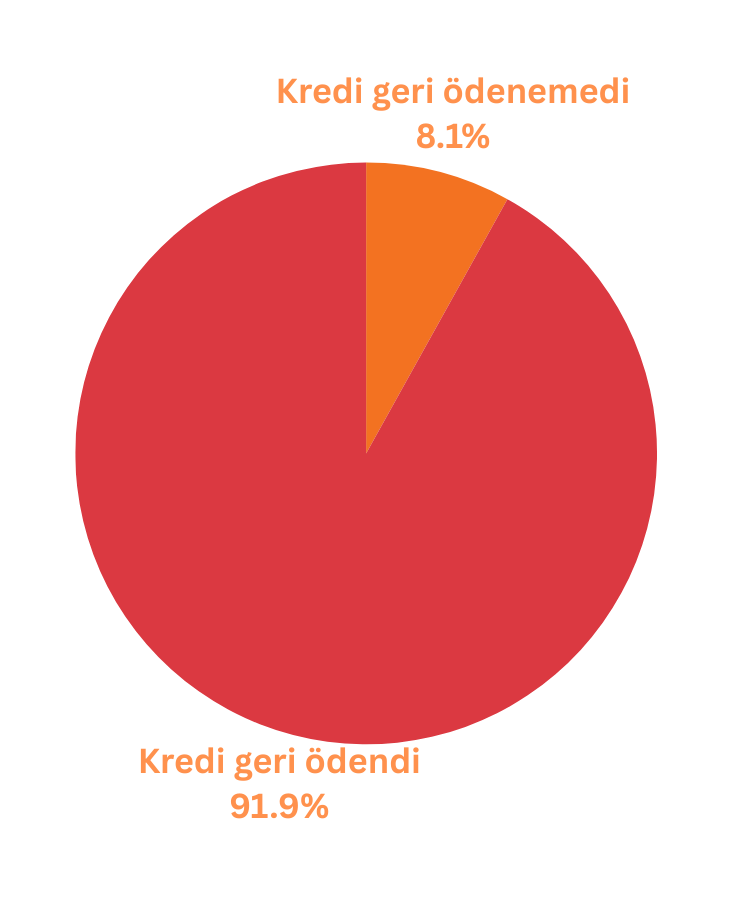 Kredi geri ödenemedi
8.1%
Kredi geri ödendi
91.9%